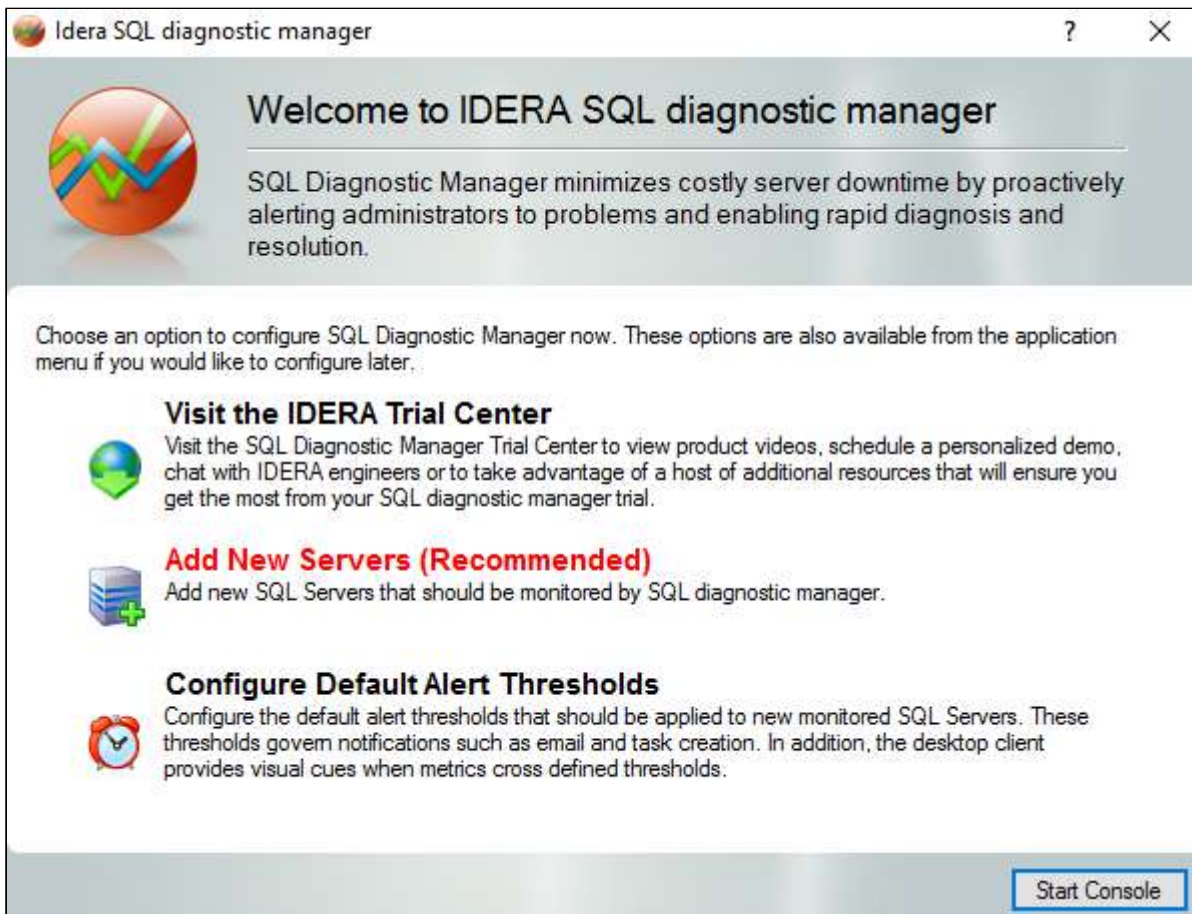 Idera SQL diagnostic manager
?
Welcome to IDERA SQL diagnostic manager
SQL Diagnostic Manager minimizes costly server downtime by proactively
alerting administrators to problems and enabling rapid diagnosis and
resolution.
Choose an option to configure SQL Diagnostic Manager now. These options are also available from the application
menu if you would like to configure later.
Visit the IDERA Trial Center
Visit the SQL Diagnostic Manager Trial Center to view product videos, schedule a personalized demo,
chat with IDERA engineers or to take advantage of a host of additional resources that will ensure you
get the most from your SQL diagnostic manager trial.
Add New Servers (Recommended)
Add new SQL Servers that should be monitored by SQL diagnostic manager.
Configure Default Alert Thresholds
Configure the default alert thresholds that should be applied to new monitored SQL Servers. These
thresholds govern notifications such as email and task creation. In addition, the desktop client
provides visual cues when metrics cross defined thresholds.
Start Console